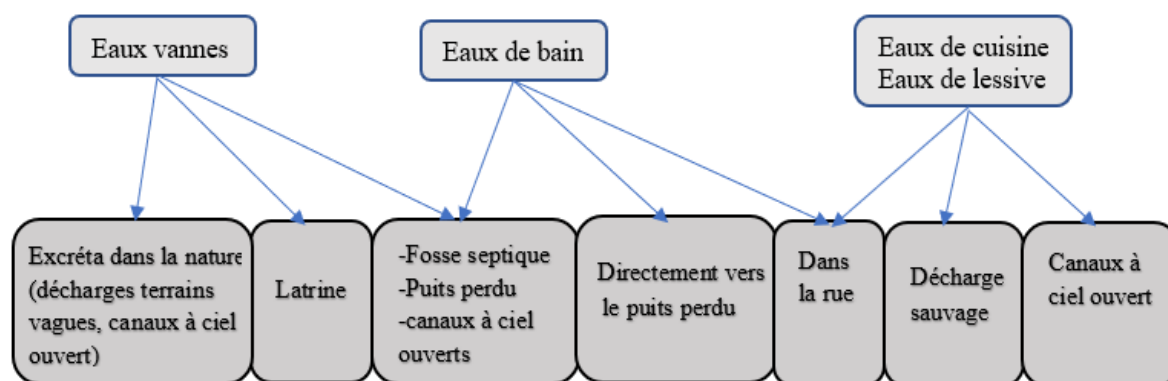 Eaux vannes
Eaux de bain
Eaux de cuisine
Eaux de lessive
Excréta dans la nature
(décharges terrains
vagues, canaux à ciel
ouvert)
Latrine
-Fosse septique
-Puits perdu
-canaux à ciel
ouverts
Directement vers
le puits perdu
Dans
la rue
Décharge
sauvage
Canaux à
ciel ouvert